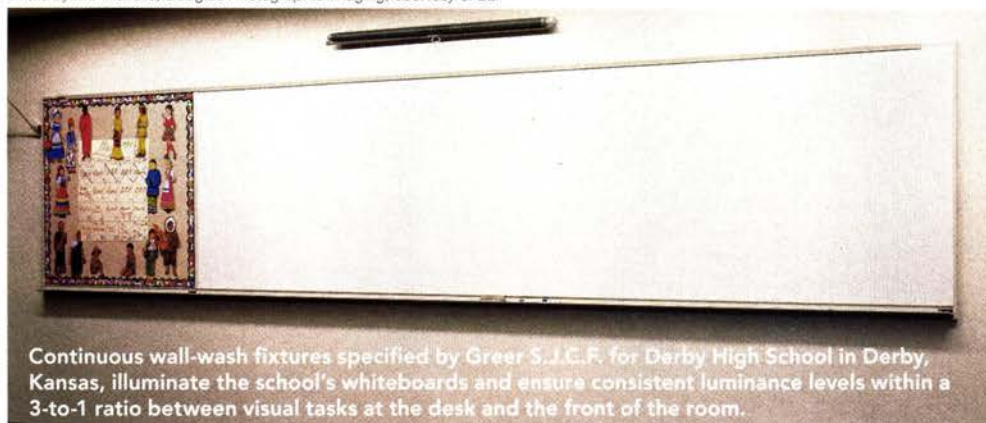 Continuous wall-wash fixtures specified by Greer S.J.C.F. for Derby High School in Derby,
Kansas, illuminate the school's whiteboards and ensure consistent luminance levels within a
3-to-1 ratio between visual tasks at the desk and the front of the room.